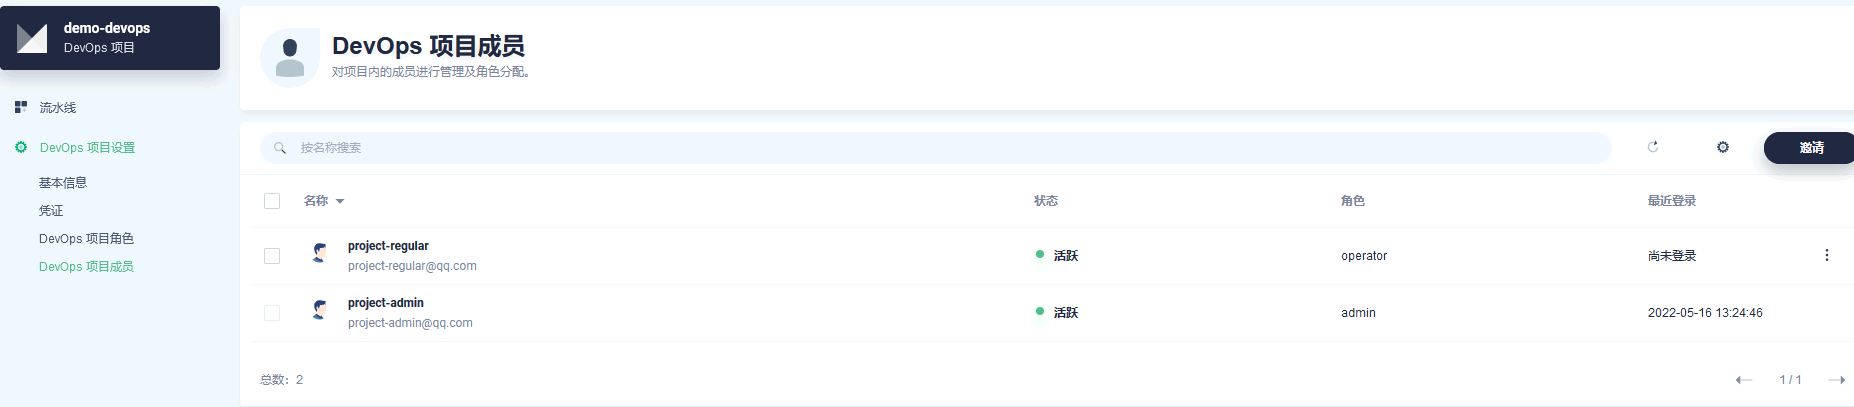 demo-devops
DevOps 项目
流水线
DevOps 项目设置
基本信息
凭证
DevOps 项目角色
DevOps 项目成员
DevOps 项目成员
对项目内的成员进行管理及角色分配。
按名称搜索
邀请
名称 状态 角色 最近登录
project-regular
project-regular@qq.com
活跃 operator 尚未登录
project-admin
project-admin@qq.com
活跃 admin 2022-05-16 13:24:46
总数：2
1 / 1